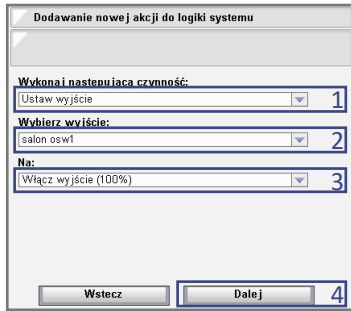 Dodawanie nowej akcji do logiki systemu
Wykonaj następującą czynność:
Ustaw wyjście
1
Wybierz wyjście:
salon osw1
2
Na:
Włącz wyjście (100%)
3
Wstecz
Dalej
4